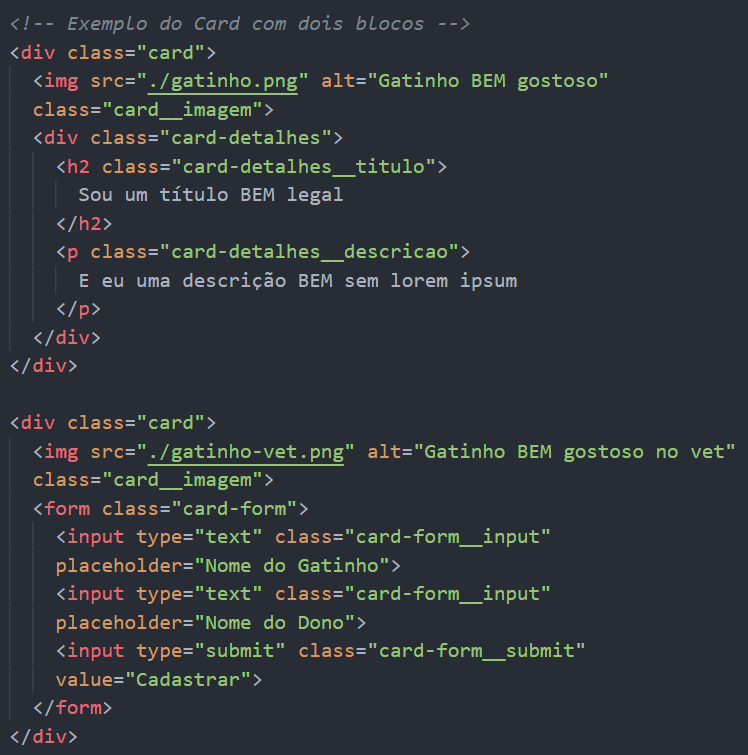 <!-- Exemplo do Card com dois blocos -->
<div class="card">
<img src="./gatinho.png" alt="Gatinho BEM gostoso"
class="card__imagem">
<div class="card-detalhes">
<h2 class="card-detalhes__titulo">
Sou um título BEM legal
</h2>
<p class="card-detalhes__descricao">
E eu uma descrição BEM sem lorem ipsum
</p>
</div>
</div>
<div class="card">
<img src="./gatinho-vet.png" alt="Gatinho BEM gostoso no vet"
class="card__imagem">
<form class="card-form">
<input type="text" class="card-form__input"
placeholder="Nome do Gatinho">
<input type="text" class="card-form__input"
placeholder="Nome do Dono">
<input type="submit" class="card-form__submit"
value="Cadastrar">
</form>
</div>